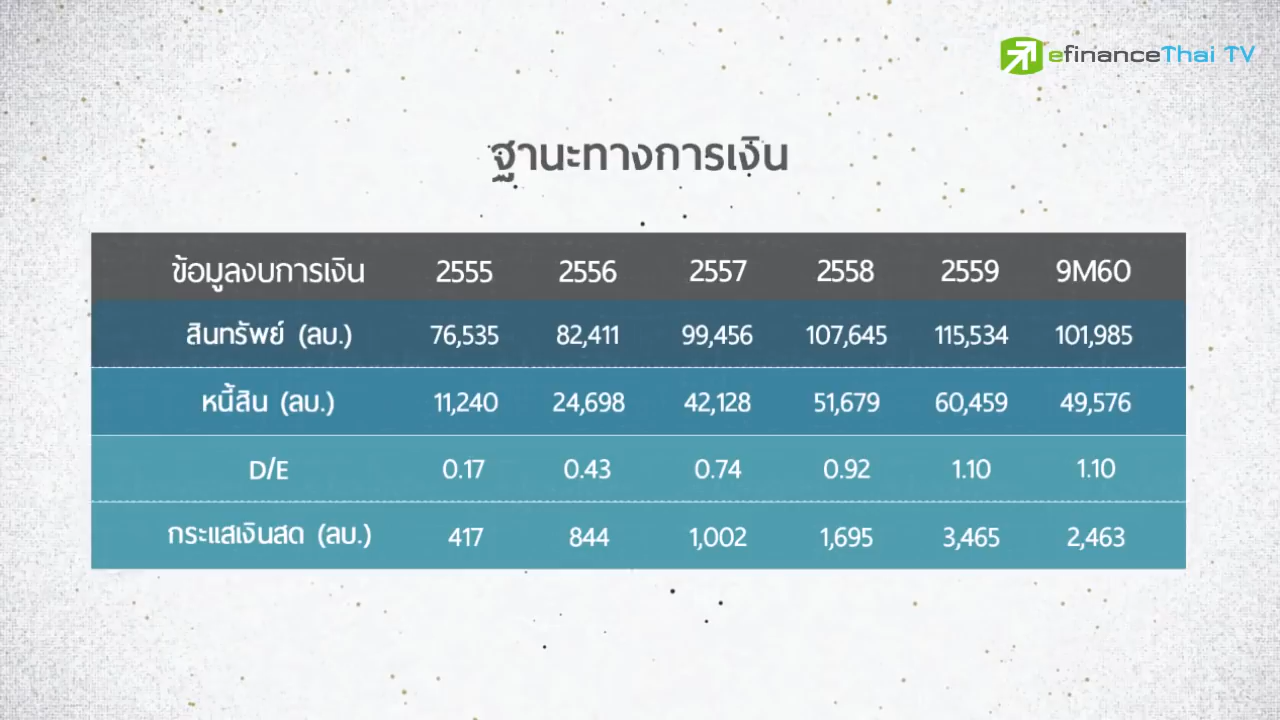 efinanceThai TV
ฐานะทางการเงิน
ข้อมูลงบการเงิน 2555 2556 2557 2558 2559 9M60
สินทรัพย์ (ลบ.) 76,535 82,411 99,456 107,645 115,534 101,985
หนี้สิน (ลบ.) 11,240 24,698 42,128 51,679 60,459 49,576
D/E 0.17 0.43 0.74 0.92 1.10 1.10
กระแสเงินสด (ลบ.) 417 844 1,002 1,695 3,465 2,463